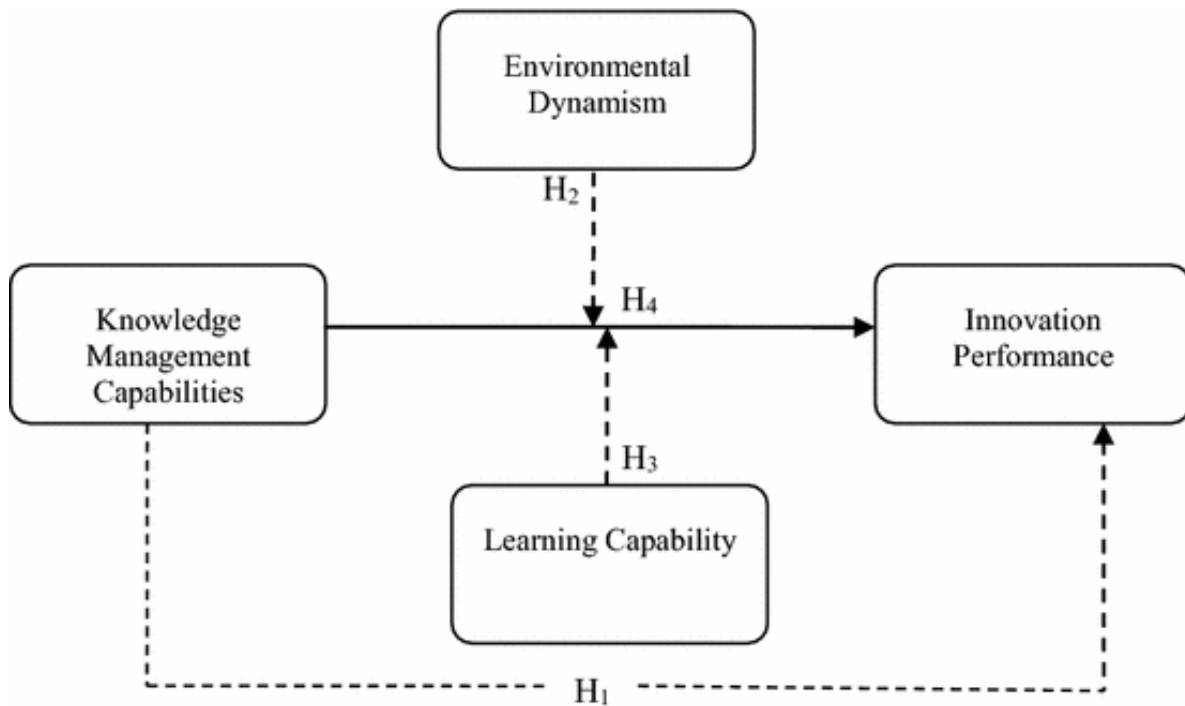 Environmental
Dynamism
H₂
H₄
Knowledge
Management
Capabilities
Innovation
Performance
H₃
Learning Capability
H₁